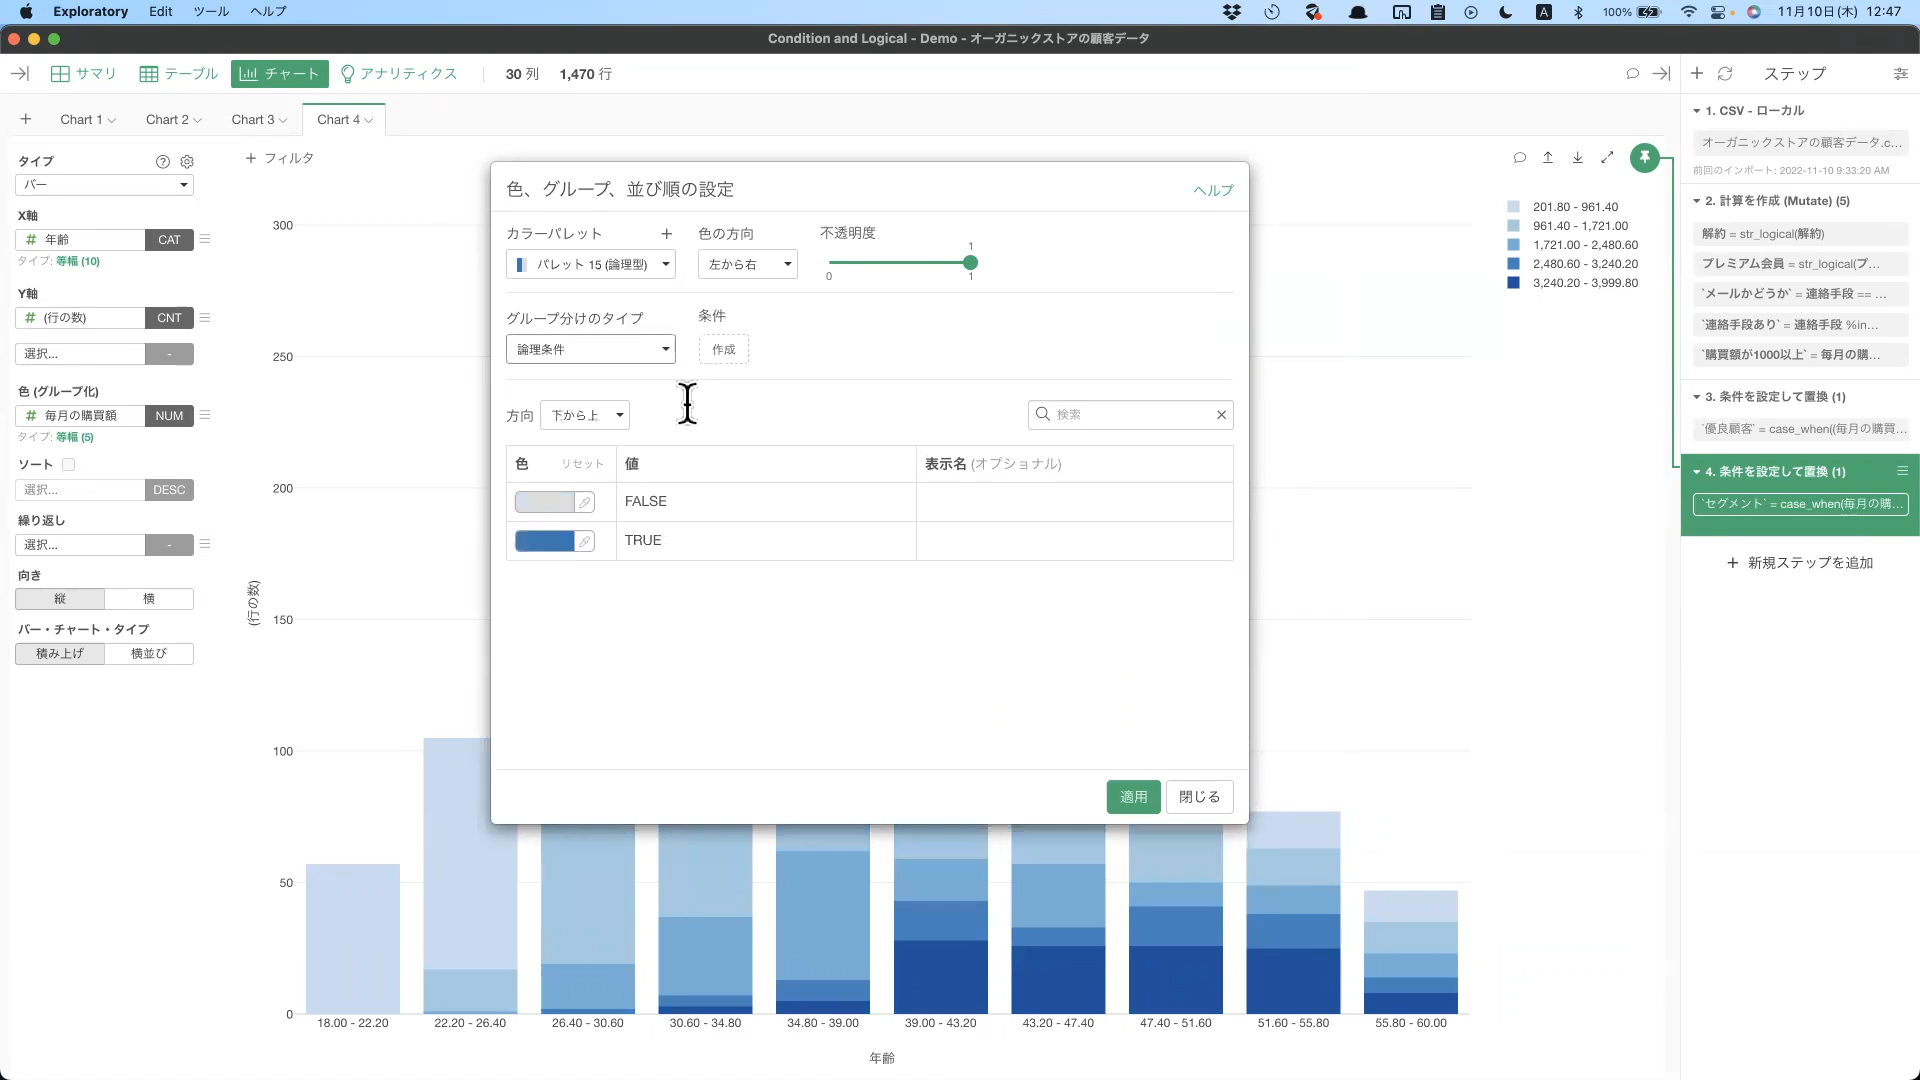 Exploratory Edit ツール ヘルプ
A 100% 11月10日(木) 12:47
Condition and Logical - Demo - オーガニックストアの顧客データ
サマリ テーブル チャート アナリティクス 30 列 1,470 行
ステップ
Chart 1 Chart 2 Chart 3 Chart 4
タイプ
バー
X軸
# 年齢 CAT
タイプ: 等幅 (10)
Y軸
# (行の数) CNT
選択... -
色 (グループ化)
# 毎月の購買額 NUM
タイプ: 等幅 (5)
ソート
選択... DESC
繰り返し
選択... -
向き
縦 横
バー・チャート・タイプ
積み上げ 横並び
フィルタ
色、グループ、並び順の設定
ヘルプ
カラーパレット + 色の方向 不透明度
パレット 15 (論理型) 左から右
1
0 1
グループ分けのタイプ 条件
論理条件 作成
方向 下から上 検索
色 リセット 値 表示名 (オプショナル)
FALSE
TRUE
適用 閉じる
201.80 - 961.40
961.40 - 1,721.00
1,721.00 - 2,480.60
2,480.60 - 3,240.20
3,240.20 - 3,999.80
300
250
200
150
100
50
0
(行の数)
18.00 - 22.20 22.20 - 26.40 26.40 - 30.60 30.60 - 34.80 34.80 - 39.00 39.00 - 43.20 43.20 - 47.40 47.40 - 51.60 51.60 - 55.80 55.80 - 60.00
年齢
1. CSV - ローカル
オーガニックストアの顧客データ.c...
前回のインポート: 2022-11-10 9:33:20 AM
2. 計算を作成 (Mutate) (5)
解約 = str_logical(解約)
プレミアム会員 = str_logical(プ...
`メールかどうか` = 連絡手段 == ...
`連絡手段あり` = 連絡手段 %in...
`購買額が1000以上` = 毎月の購...
3. 条件を設定して置換 (1)
`優良顧客` = case_when((毎月の購買...
4. 条件を設定して置換 (1)
`セグメント` = case_when(毎月の購...
+ 新規ステップを追加